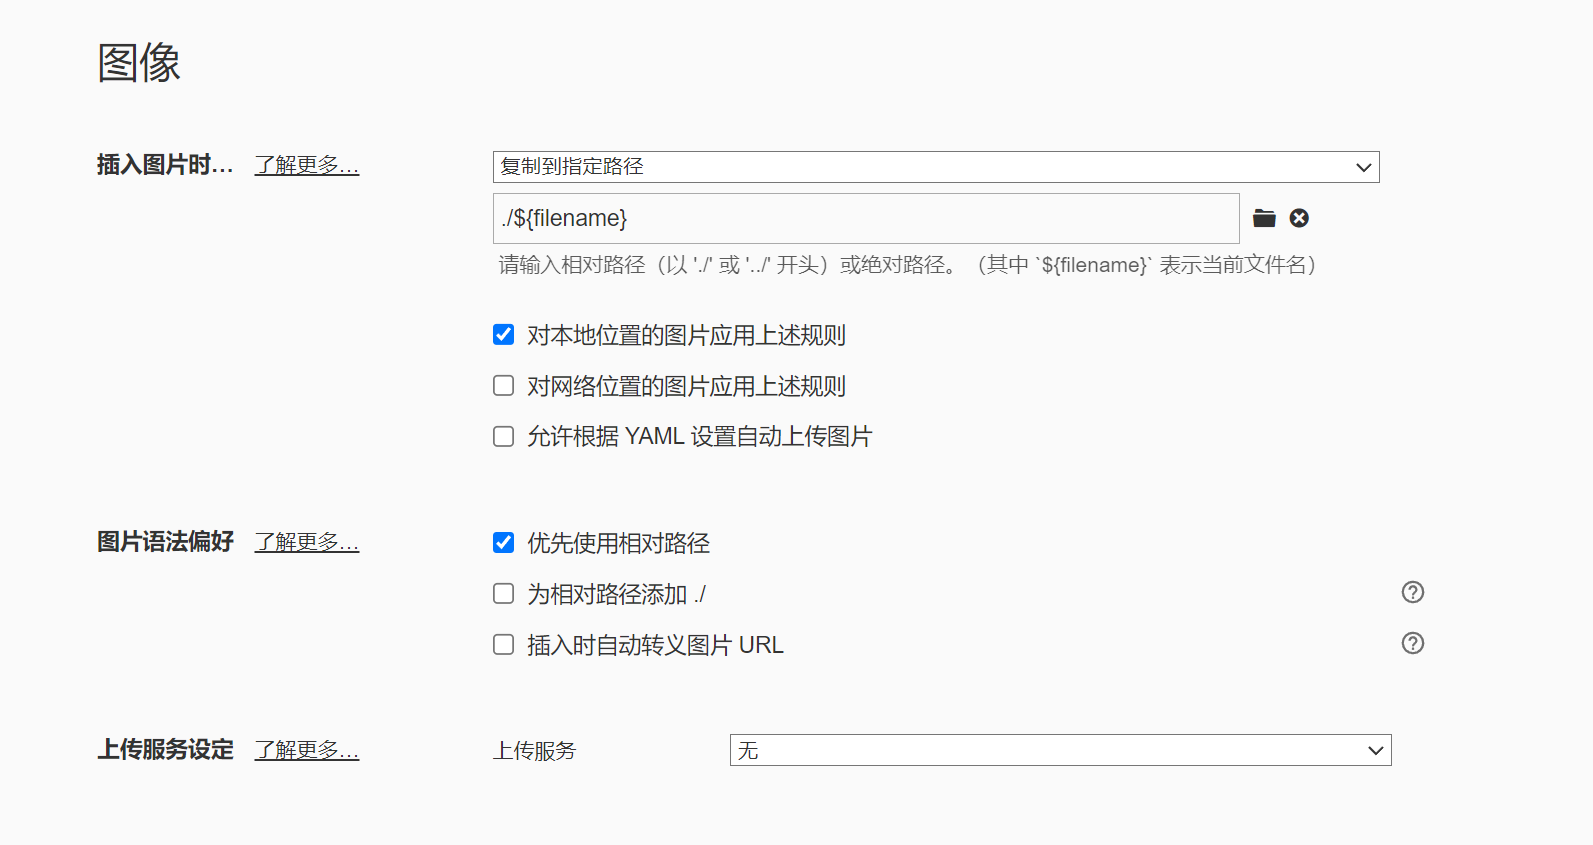 图像
插入图片时... 了解更多... 复制到指定路径
./${filename}
请输入相对路径（以 './' 或 '../' 开头）或绝对路径。（其中 `${filename}` 表示当前文件名）
对本地位置的图片应用上述规则
对网络位置的图片应用上述规则
允许根据 YAML 设置自动上传图片
图片语法偏好 了解更多... 优先使用相对路径
为相对路径添加 ./
插入时自动转义图片 URL
上传服务设定 了解更多... 上传服务 无